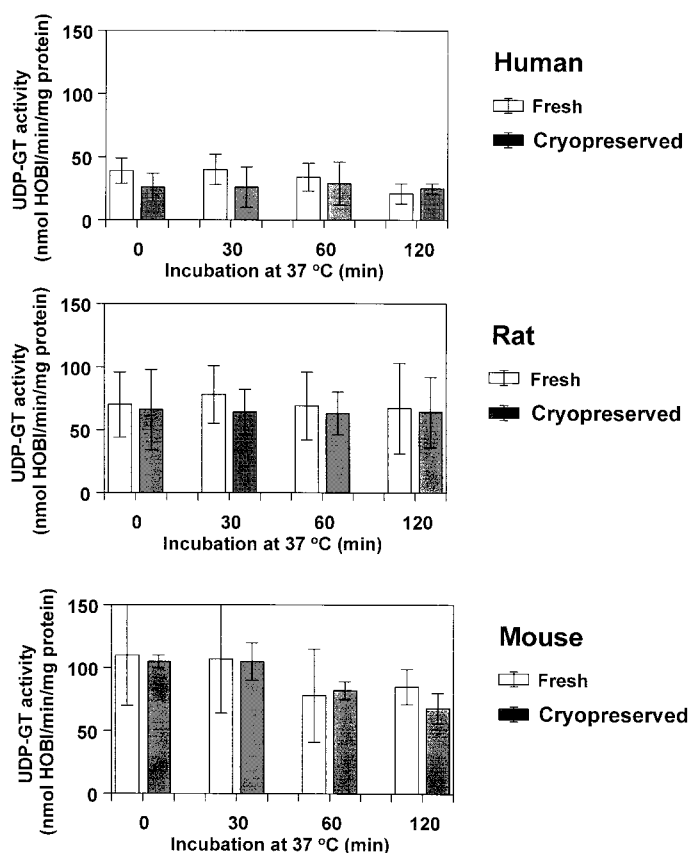 150
100
50
0
UDP-GT activity
(nmol HOBI/min/mg protein)
0 30 60 120
Incubation at 37 °C (min)
Human
Fresh
Cryopreserved
150
100
50
0
UDP-GT activity
(nmol HOBI/min/mg protein)
0 30 60 120
Incubation at 37 °C (min)
Rat
Fresh
Cryopreserved
150
100
50
0
UDP-GT activity
(nmol HOBI/min/mg protein)
0 30 60 120
Incubation at 37 °C (min)
Mouse
Fresh
Cryopreserved